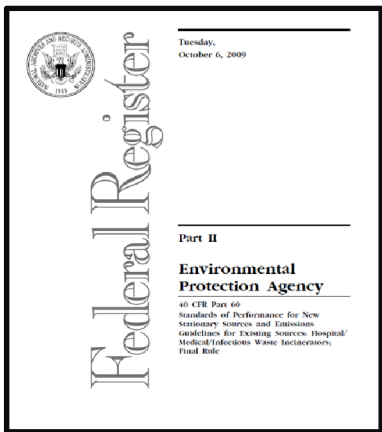 Tuesday,
October 6, 2009
Federal Register
Part II
Environmental
Protection Agency
40 CFR Part 60
Standards of Performance for New
Stationary Sources and Emissions
Guidelines for Existing Sources: Hospital/
Medical/Infectious Waste Incinerators;
Final Rule